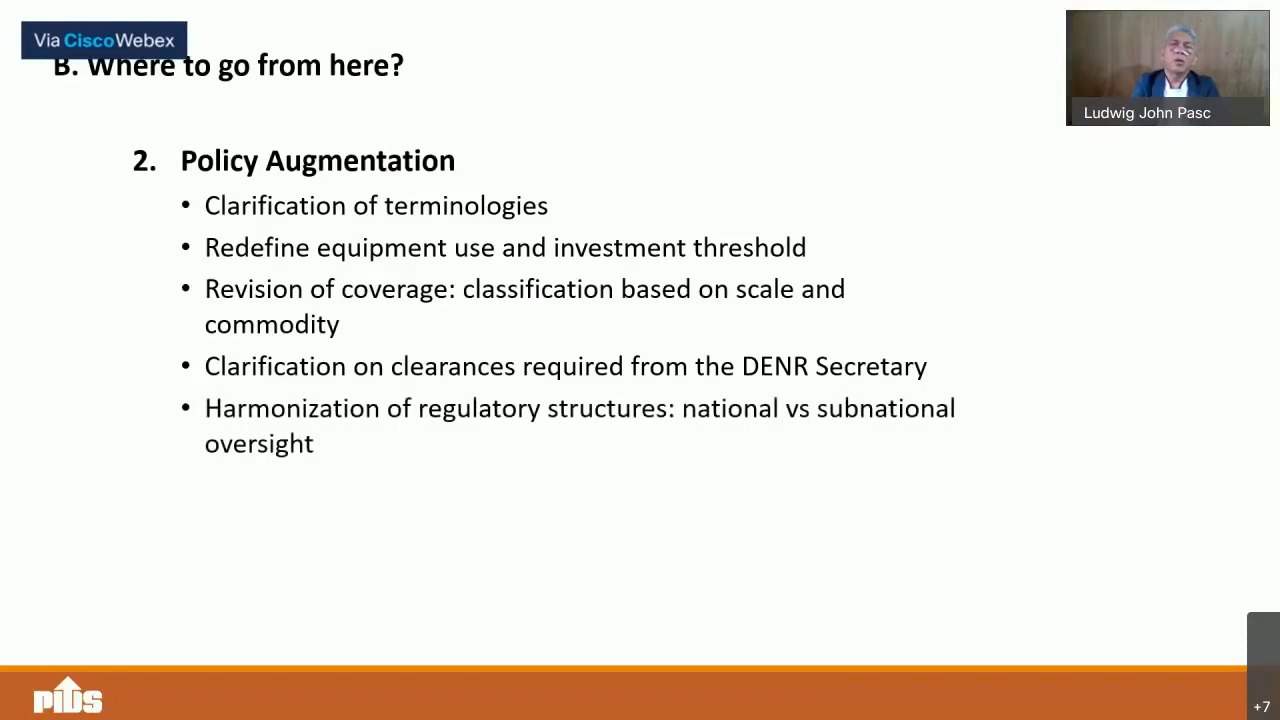 Via CiscoWebex
B. Where to go from here?
Ludwig John Pasc
2. Policy Augmentation
• Clarification of terminologies
• Redefine equipment use and investment threshold
• Revision of coverage: classification based on scale and
commodity
• Clarification on clearances required from the DENR Secretary
• Harmonization of regulatory structures: national vs subnational
oversight
PIDS
+7